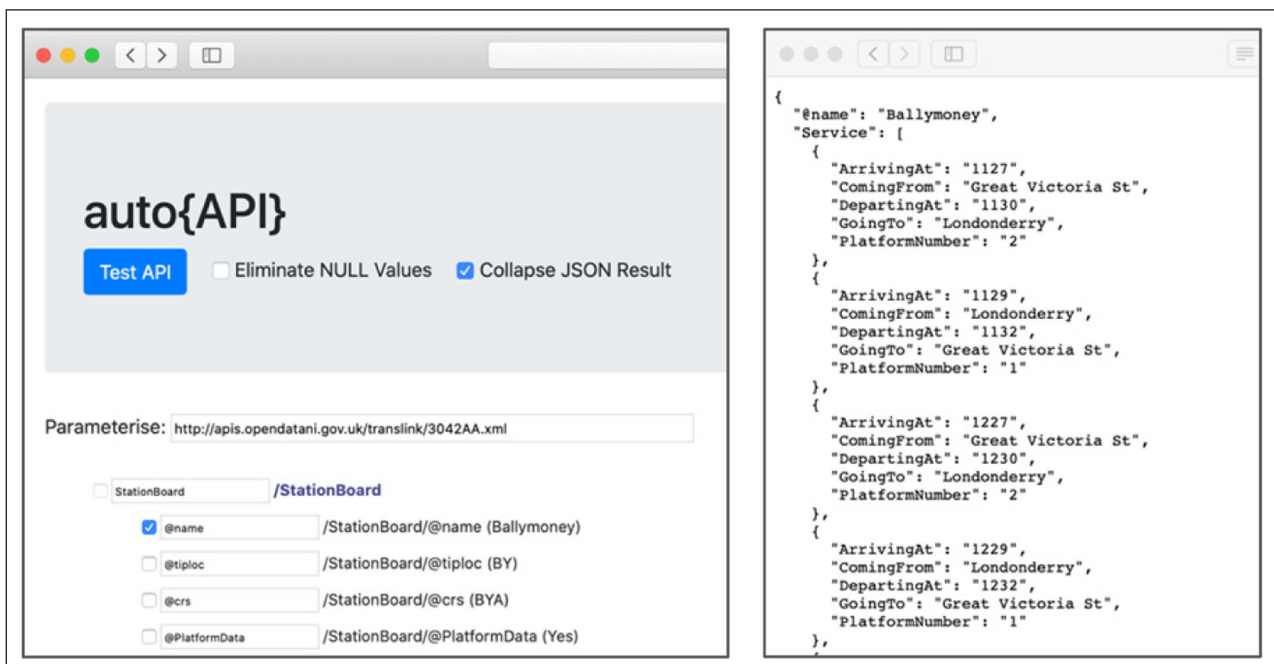 auto{API}
Test API Eliminate NULL Values Collapse JSON Result
Parameterise: http://apis.opendatani.gov.uk/translink/3042AA.xml
StationBoard /StationBoard
@name /StationBoard/@name (Ballymoney)
@tiploc /StationBoard/@tiploc (BY)
@crs /StationBoard/@crs (BYA)
@PlatformData /StationBoard/@PlatformData (Yes)
{
"@name": "Ballymoney",
"Service": [
{
"ArrivingAt": "1127",
"ComingFrom": "Great Victoria St",
"DepartingAt": "1130",
"GoingTo": "Londonderry",
"PlatformNumber": "2"
},
{
"ArrivingAt": "1129",
"ComingFrom": "Londonderry",
"DepartingAt": "1132",
"GoingTo": "Great Victoria St",
"PlatformNumber": "1"
},
{
"ArrivingAt": "1227",
"ComingFrom": "Great Victoria St",
"DepartingAt": "1230",
"GoingTo": "Londonderry",
"PlatformNumber": "2"
},
{
"ArrivingAt": "1229",
"ComingFrom": "Londonderry",
"DepartingAt": "1232",
"GoingTo": "Great Victoria St",
"PlatformNumber": "1"
},